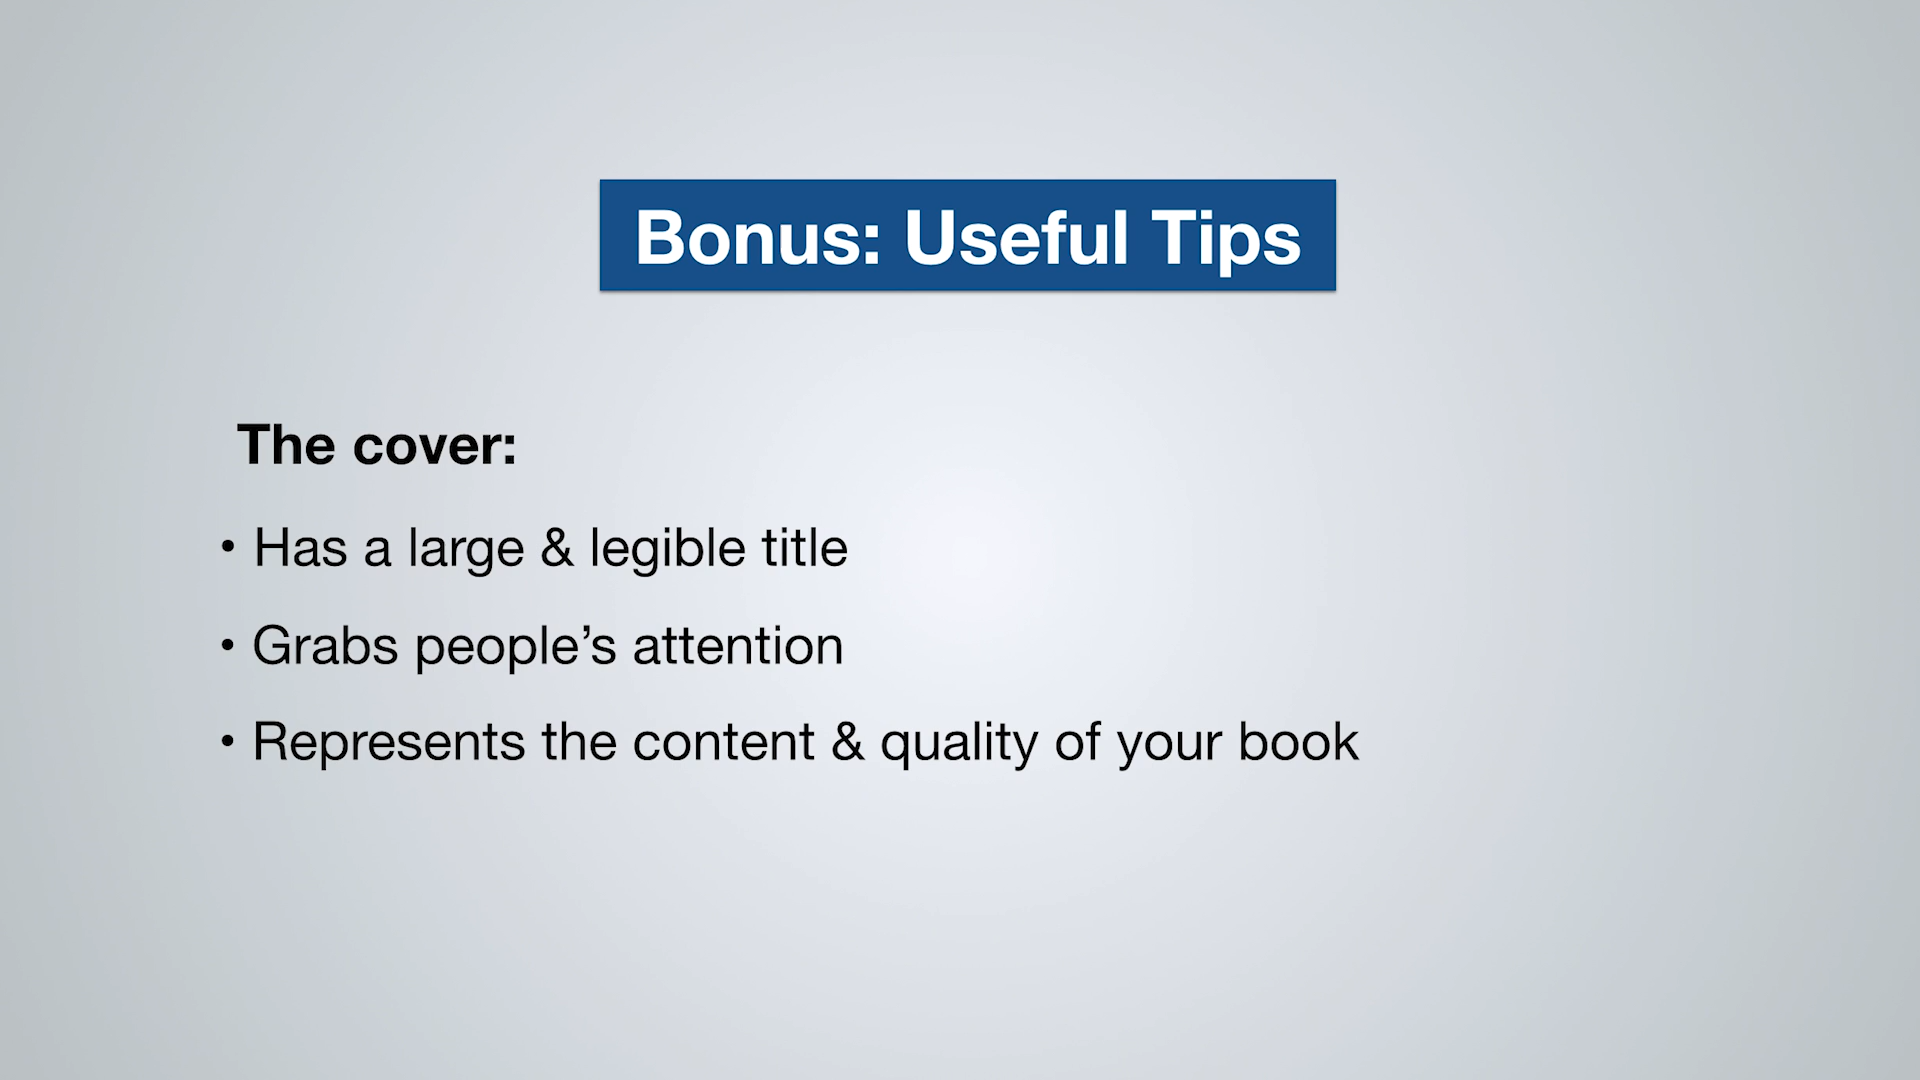 Bonus: Useful Tips
The cover:
• Has a large & legible title
• Grabs people’s attention
• Represents the content & quality of your book